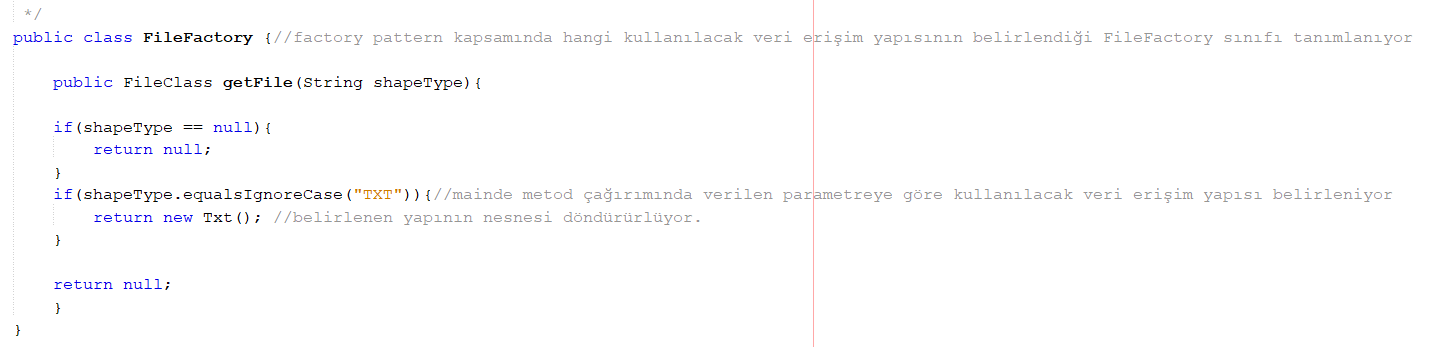 */
public class FileFactory {//factory pattern kapsamında hangi kullanılacak veri erişim yapısının belirlendiği FileFactory sınıfı tanımlanıyor
public FileClass getFile(String shapeType){
if(shapeType == null){
return null;
}
if(shapeType.equalsIgnoreCase("TXT")){//mainde metod çağırımında verilen parametreye göre kullanılacak veri erişim yapısı belirleniyor
return new Txt(); //belirlenen yapının nesnesi döndürürlüyor.
}
return null;
}
}